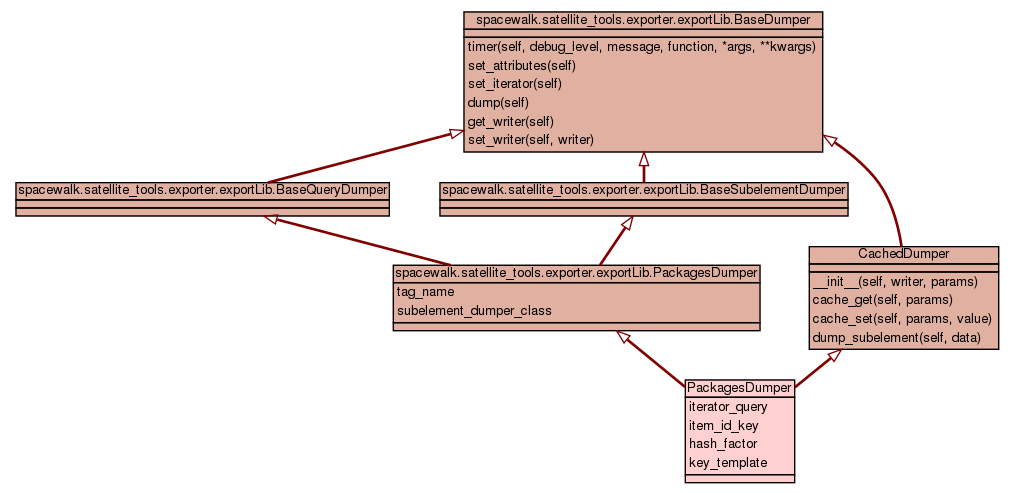 spacewalk.satellite_tools.exporter.exportLib.BaseDumper
timer(self, debug_level, message, function, *args, **kwargs)
set_attributes(self)
set_iterator(self)
dump(self)
get_writer(self)
set_writer(self, writer)
spacewalk.satellite_tools.exporter.exportLib.BaseQueryDumper
spacewalk.satellite_tools.exporter.exportLib.BaseSubelementDumper
CachedDumper
__init__(self, writer, params)
cache_get(self, params)
cache_set(self, params, value)
dump_subelement(self, data)
spacewalk.satellite_tools.exporter.exportLib.PackagesDumper
tag_name
subelement_dumper_class
PackagesDumper
iterator_query
item_id_key
hash_factor
key_template